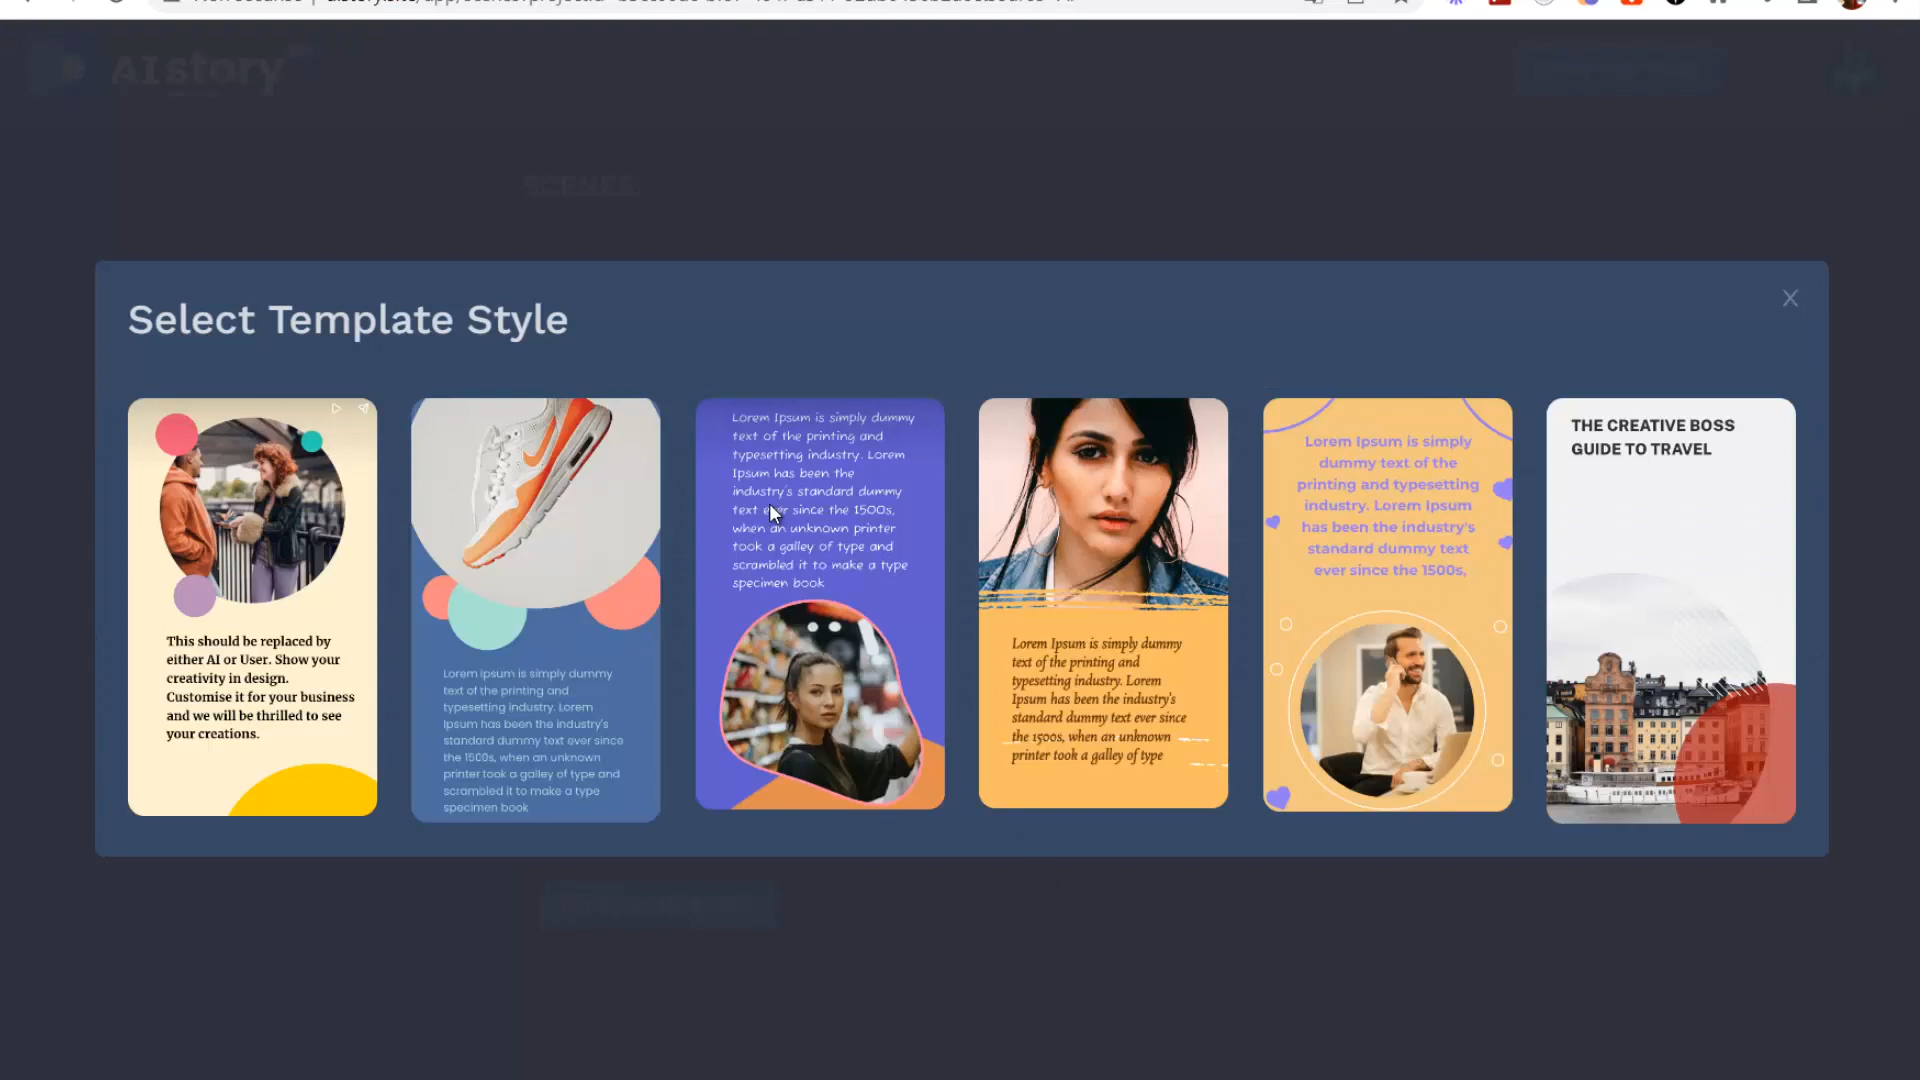 AIstory
SCENES
Select Template Style
X
This should be replaced by
either AI or User. Show your
creativity in design.
Customise it for your business
and we will be thrilled to see
your creations.
Lorem Ipsum is simply dummy
text of the printing and
typesetting industry. Lorem
Ipsum has been the industry's
standard dummy text ever since
the 1500s, when an unknown
printer took a galley of type and
scrambled it to make a type
specimen book
Lorem Ipsum is simply dummy
text of the printing and
typesetting industry. Lorem
Ipsum has been the
industry's standard dummy
text ever since the 1500s,
when an unknown printer
took a galley of type and
scrambled it to make a type
specimen book
Lorem Ipsum is simply dummy
text of the printing and
typesetting industry. Lorem
Ipsum has been the industry's
standard dummy text ever since
the 1500s, when an unknown
printer took a galley of type
Lorem Ipsum is simply
dummy text of the
printing and typesetting
industry. Lorem Ipsum
has been the industry's
standard dummy text
ever since the 1500s,
THE CREATIVE BOSS
GUIDE TO TRAVEL